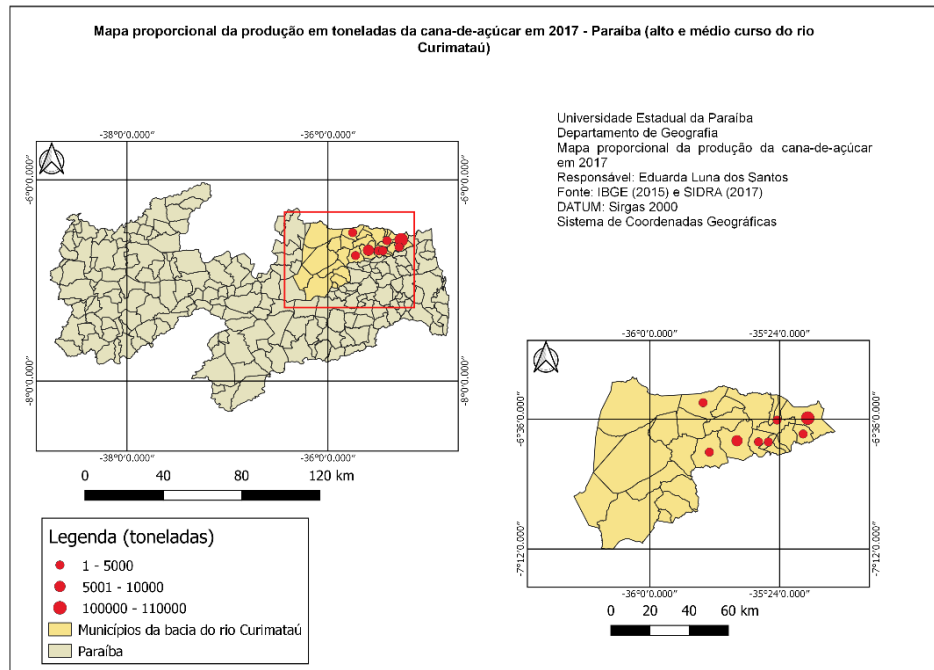 Mapa proporcional da produção em toneladas da cana-de-açúcar em 2017 - Paraíba (alto e médio curso do rio
Curimataú)
Universidade Estadual da Paraíba
Departamento de Geografia
Mapa proporcional da produção da cana-de-açúcar
em 2017
Responsável: Eduarda Luna dos Santos
Fonte: IBGE (2015) e SIDRA (2017)
DATUM: Sirgas 2000
Sistema de Coordenadas Geográficas
-38°0'0.000" -36°0'0.000"
-6°0'0.000" -6°0'0.000"
-8°0'0.000" -8°0'0.000"
-38°0'0.000" -36°0'0.000"
0 40 80 120 km
-36°0'0.000" -35°24'0.000"
-6°36'0.000" -6°36'0.000"
-7°12'0.000" -7°12'0.000"
-36°0'0.000" -35°24'0.000"
0 20 40 60 km
Legenda (toneladas)
1 - 5000
5001 - 10000
100000 - 110000
Municípios da bacia do rio Curimataú
Paraíba